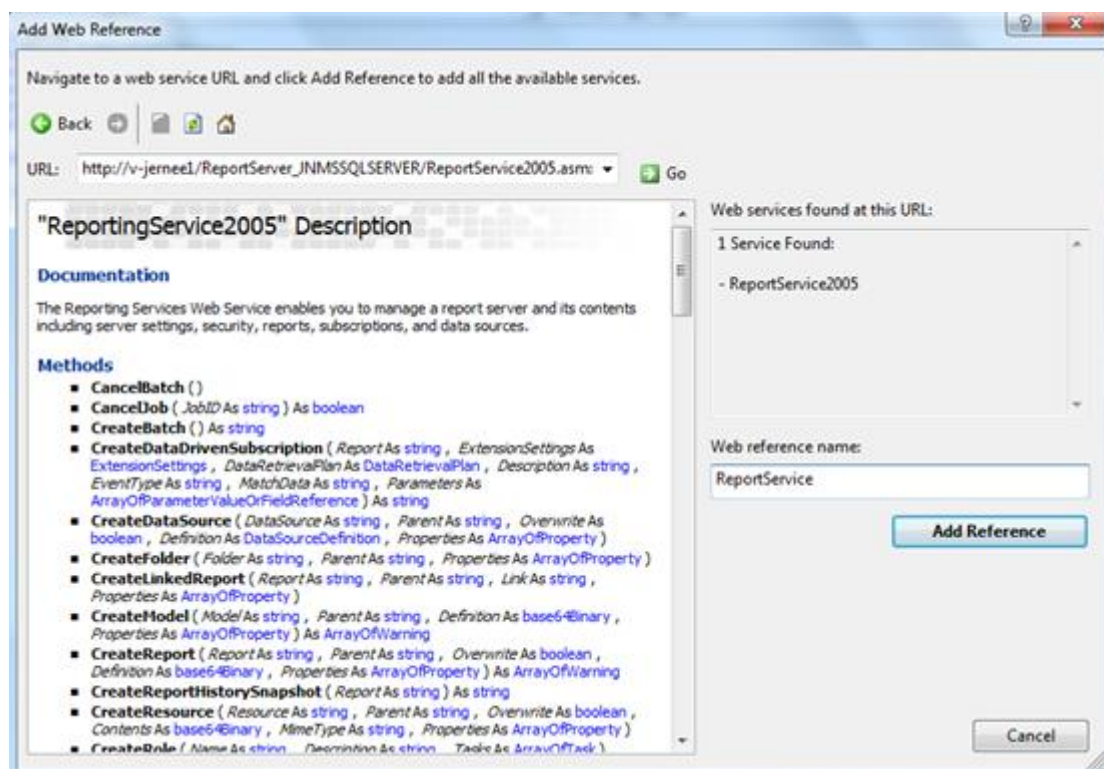 Add Web Reference
Navigate to a web service URL and click Add Reference to add all the available services.
Back
URL: http://v-jernee1/ReportServer_JNMSSQLSERVER/ReportService2005.asm Go
"ReportingService2005" Description
Documentation
The Reporting Services Web Service enables you to manage a report server and its contents
including server settings, security, reports, subscriptions, and data sources.
Methods
▪ CancelBatch ()
▪ CancelJob ( JobID As string ) As boolean
▪ CreateBatch () As string
▪ CreateDataDrivenSubscription ( Report As string , ExtensionSettings As
ExtensionSettings , DataRetrievalPlan As DataRetrievalPlan , Description As string ,
EventType As string , MatchData As string , Parameters As
ArrayOfParameterValueOrFieldReference ) As string
▪ CreateDataSource ( DataSource As string , Parent As string , Overwrite As
boolean , Definition As DataSourceDefinition , Properties As ArrayOfProperty )
▪ CreateFolder ( Folder As string , Parent As string , Properties As ArrayOfProperty )
▪ CreateLinkedReport ( Report As string , Parent As string , Link As string ,
Properties As ArrayOfProperty )
▪ CreateModel ( Model As string , Parent As string , Definition As base64Binary ,
Properties As ArrayOfProperty ) As ArrayOfWarning
▪ CreateReport ( Report As string , Parent As string , Overwrite As boolean ,
Definition As base64Binary , Properties As ArrayOfProperty ) As ArrayOfWarning
▪ CreateReportHistorySnapshot ( Report As string ) As string
▪ CreateResource ( Resource As string , Parent As string , Overwrite As boolean ,
Contents As base64Binary , MimeType As string , Properties As ArrayOfProperty )
▪ CreateRole ( Name As string , Description As string , Tasks As ArrayOfTask )
Web services found at this URL:
1 Service Found:
- ReportService2005
Web reference name:
ReportService
Add Reference
Cancel